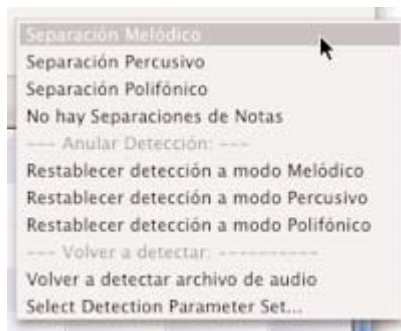 Separación Melódico
Separación Percusivo
Separación Polifónico
No hay Separaciones de Notas
--- Anular Detección: ---
Restablecer detección a modo Melódico
Restablecer detección a modo Percusivo
Restablecer detección a modo Polifónico
--- Volver a detectar: ----------
Volver a detectar archivo de audio
Select Detection Parameter Set...